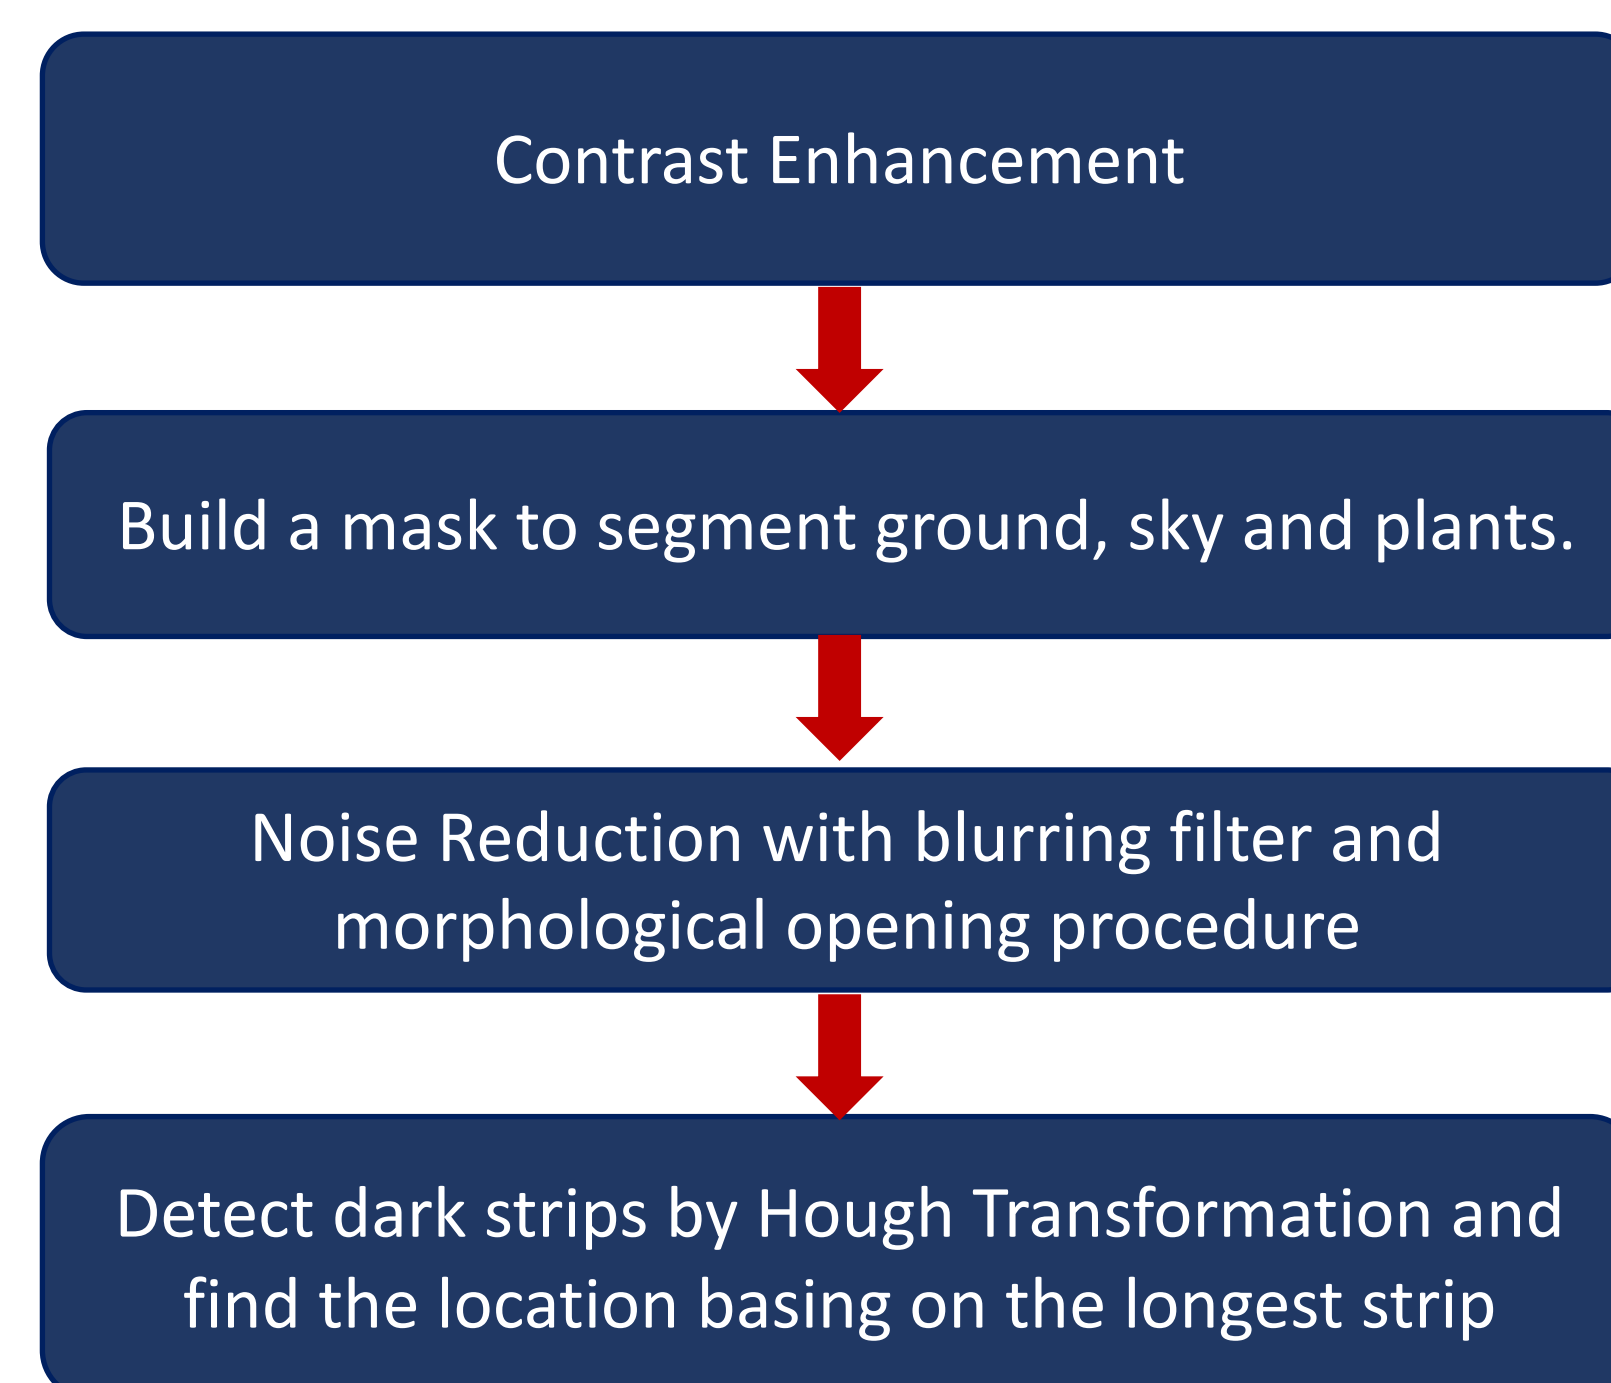 Contrast Enhancement
Build a mask to segment ground, sky and plants.
Noise Reduction with blurring filter and
morphological opening procedure
Detect dark strips by Hough Transformation and
find the location basing on the longest strip